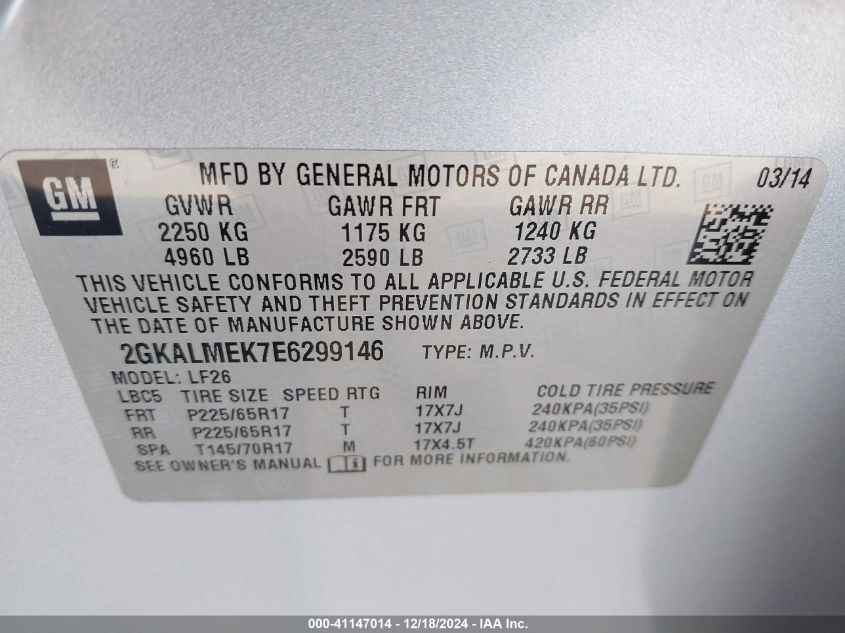 GM ® MFD BY GENERAL MOTORS OF CANADA LTD. 03/14
GVWR GAWR FRT GAWR RR
2250 KG 1175 KG 1240 KG
4960 LB 2590 LB 2733 LB
THIS VEHICLE CONFORMS TO ALL APPLICABLE U.S. FEDERAL MOTOR
VEHICLE SAFETY AND THEFT PREVENTION STANDARDS IN EFFECT ON
THE DATE OF MANUFACTURE SHOWN ABOVE.
2GKALMEK7E6299146 TYPE: M.P.V.
MODEL: LF26
LBC5 TIRE SIZE SPEED RTG RIM COLD TIRE PRESSURE
FRT P225/65R17 T 17X7J 240KPA(35PSI)
RR P225/65R17 T 17X7J 240KPA(35PSI)
SPA T145/70R17 M 17X4.5T 420KPA(60PSI)
SEE OWNER'S MANUAL FOR MORE INFORMATION.
000-41147014 - 12/18/2024 - IAA Inc.